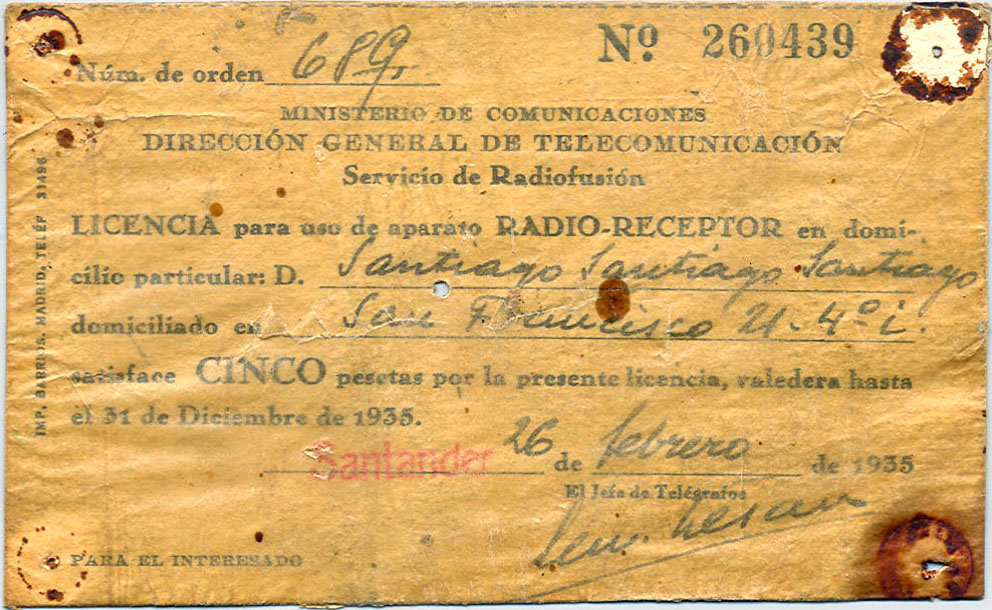 Núm. de orden 689
Nº 260439
MINISTERIO DE COMUNICACIONES
DIRECCIÓN GENERAL DE TELECOMUNICACIÓN
Servicio de Radiofusión
LICENCIA para uso de aparato RADIO-RECEPTOR en domi-
cilio particular: D. Santiago Santiago Santiago
domiciliado en San Francisco 21-4º i.
satisface CINCO pesetas por la presente licencia, valedera hasta
el 31 de Diciembre de 1935.
Santander 26 de febrero de 1935
El Jefe de Telégrafos
PARA EL INTERESADO
IMP. BARRIOS. MADRID, TELÉF 31496